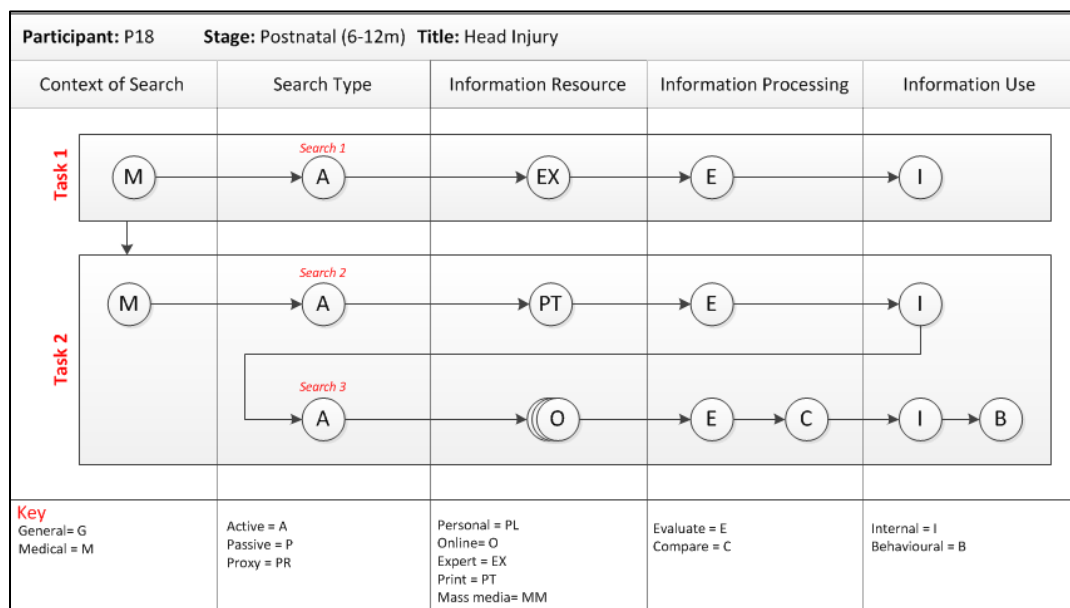 Participant: P18 Stage: Postnatal (6-12m) Title: Head Injury
Context of Search Search Type Information Resource Information Processing Information Use
Task 1
Search 1
M A EX E I
Task 2
Search 2
M A PT E I
Search 3
A O E C I B
Key
General= G
Medical = M
Active = A
Passive = P
Proxy = PR
Personal = PL
Online= O
Expert = EX
Print = PT
Mass media= MM
Evaluate = E
Compare = C
Internal = I
Behavioural = B